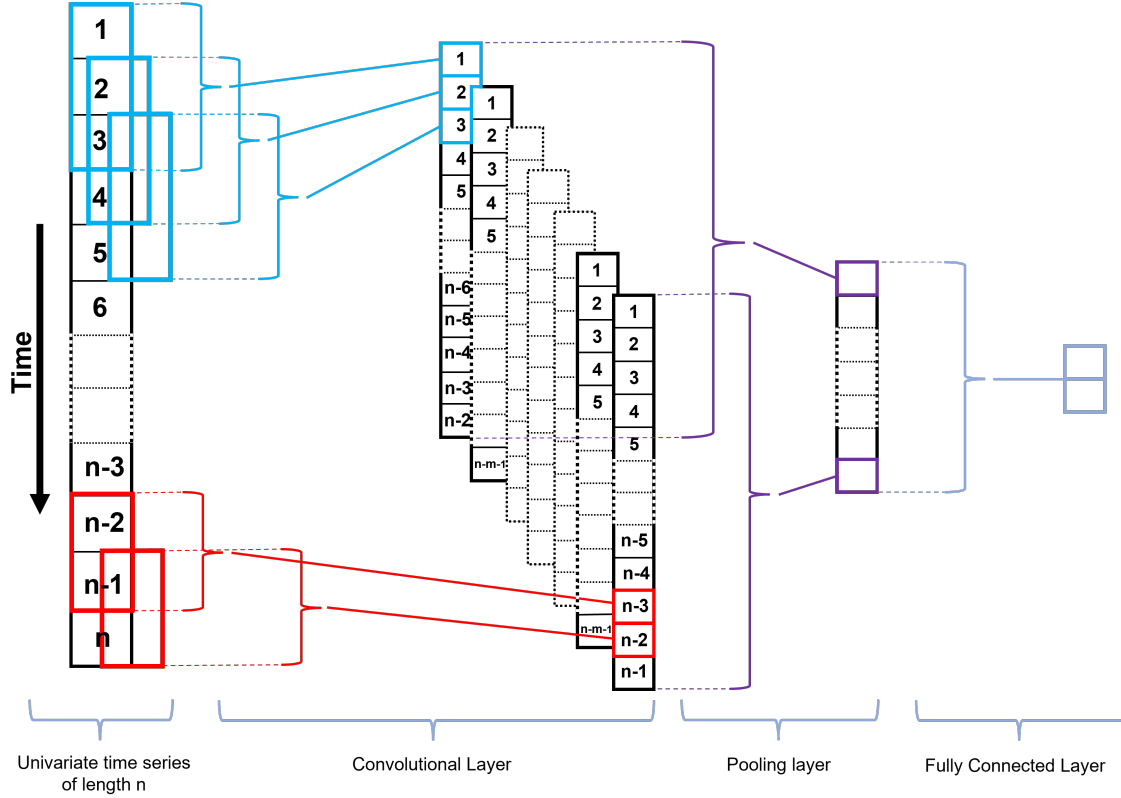 1
2
3
4
5
6
n-3
n-2
n-1
n
Time
1
2
3
4
5
n-6
n-5
n-4
n-3
n-2
1
2
3
4
5
n-m-1
1
2
3
4
5
n-m-1
1
2
3
4
5
n-5
n-4
n-3
n-2
n-1
Univariate time series
of length n
Convolutional Layer
Pooling layer
Fully Connected Layer